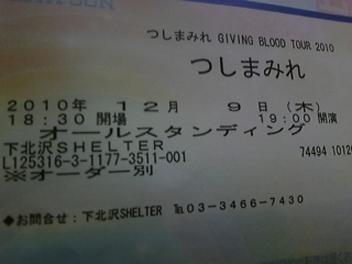 つしまみれ GIVING BLOOD TOUR 2010
つしまみれ
2010年 12月 9日（木）
18:30 開場 19:00 開演
オールスタンディング
下北沢SHELTER
L125316-3-1177-3511-001 74494 1012
※オーダー別
◆お問合せ：下北沢SHELTER ℡03-3466-7430